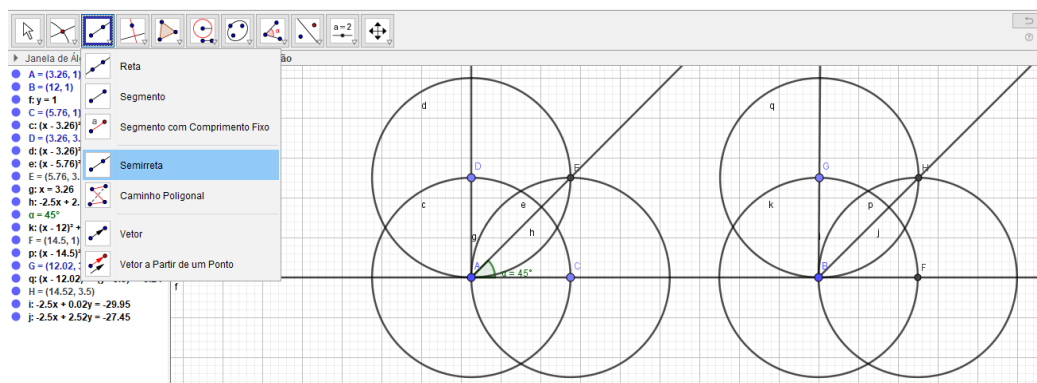 a=2
Janela de Ál
ão
Reta
Segmento
a
Segmento com Comprimento Fixo
Semirreta
Caminho Poligonal
Vetor
Vetor a Partir de um Ponto
A = (3.26, 1)
B = (12, 1)
f: y = 1
C = (5.76, 1)
c: (x - 3.26)²
D = (3.26, 3.
d: (x - 3.26)²
e: (x - 5.76)²
E = (5.76, 3.
g: x = 3.26
h: -2.5x + 2.
α = 45°
k: (x - 12)² +
F = (14.5, 1)
p: (x - 14.5)²
G = (12.02, 3
q: (x - 12.02
H = (14.52, 3.5)
i: -2.5x + 0.02y = -29.95
j: -2.5x + 2.52y = -27.45
d
q
D
E
G
H
c
e
k
p
g
h
i
j
A
α = 45°
C
B
F
f